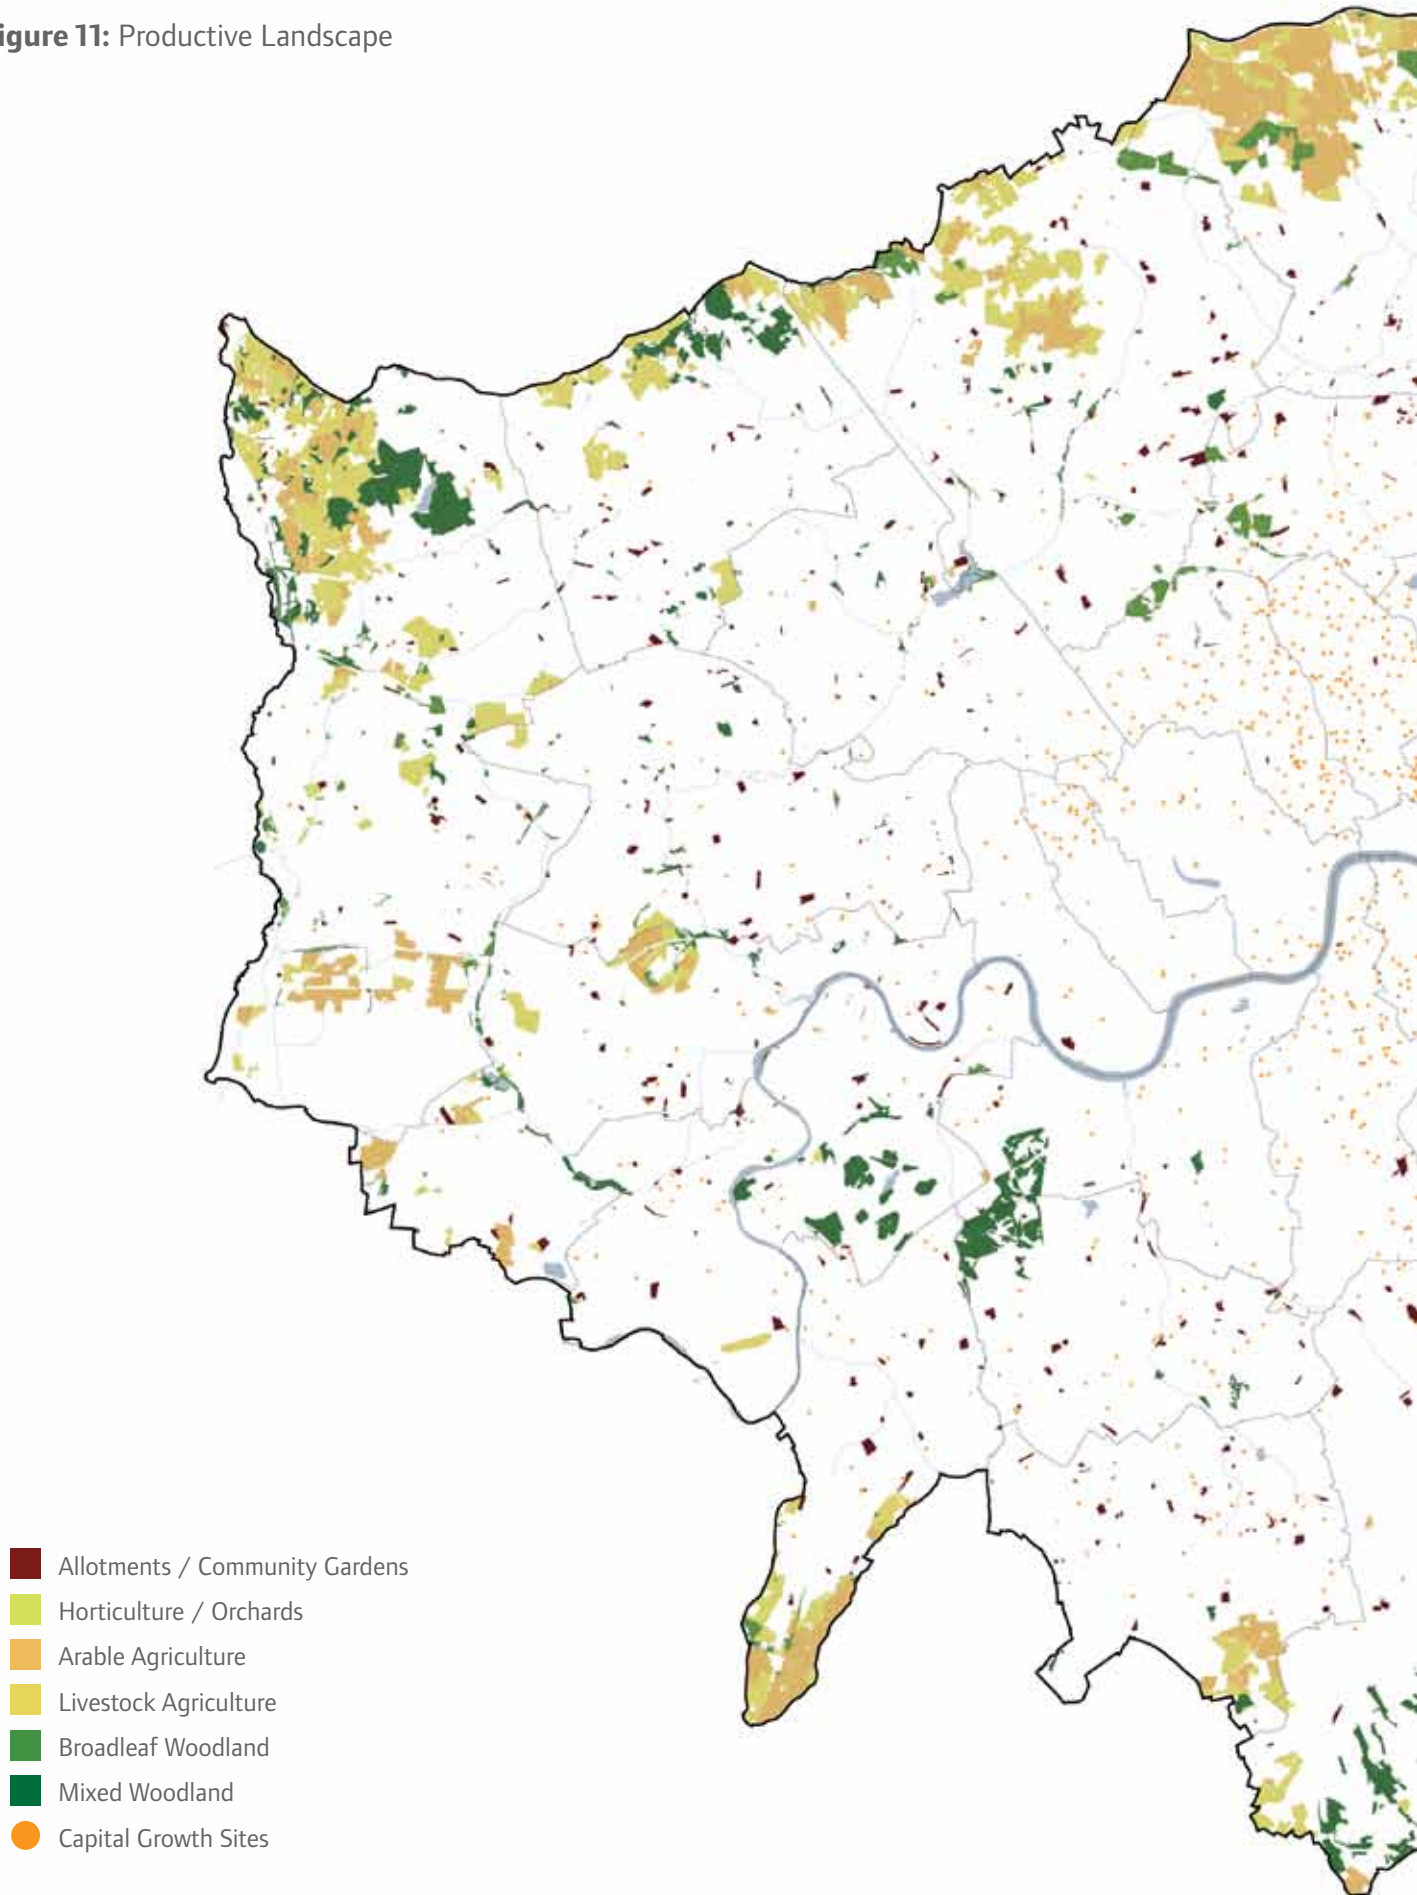 igure 11: Productive Landscape
Allotments / Community Gardens
Horticulture / Orchards
Arable Agriculture
Livestock Agriculture
Broadleaf Woodland
Mixed Woodland
Capital Growth Sites